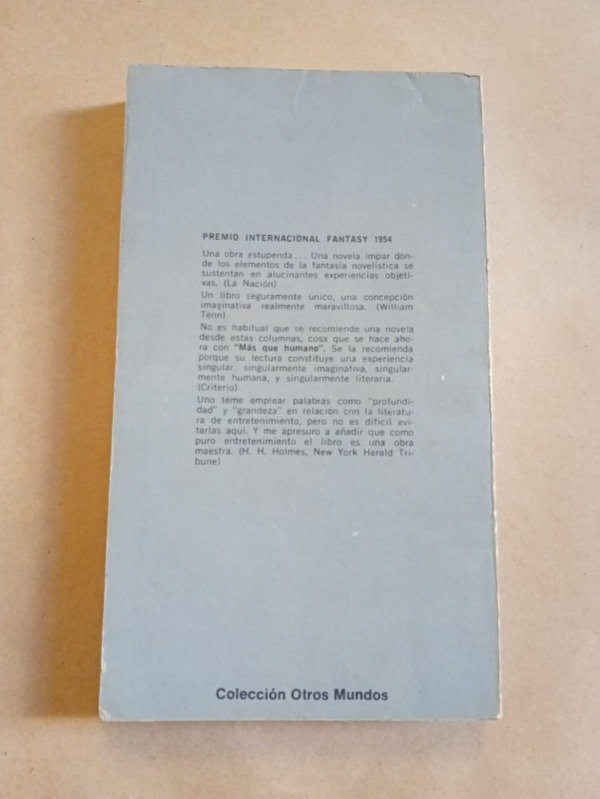 PREMIO INTERNACIONAL FANTASY 1954
Una obra estupenda... Una novela impar don-
de los elementos de la fantasía novelística se
sustentan en alucinantes experiencias objeti-
vas. (La Nación)
Un libro seguramente único, una concepción
imaginativa realmente maravillosa. (William
Tenn)
No es habitual que se recomiende una novela
desde estas columnas, cosa que se hace aho-
ra con "Más que humano". Se la recomienda
porque su lectura constituye una experiencia
singular, singularmente imaginativa, singular-
mente humana, y singularmente literaria.
(Criterio)
Uno teme emplear palabras como "profundi-
dad" y "grandeza" en relación cnn la literatu-
ra de entretenimiento, pero no es difícil evi-
tarlas aquí. Y me apresuro a añadir que como
puro entretenimiento el libro es una obra
maestra. (H. H. Holmes, New York Herald Tri-
bune)
Colección Otros Mundos